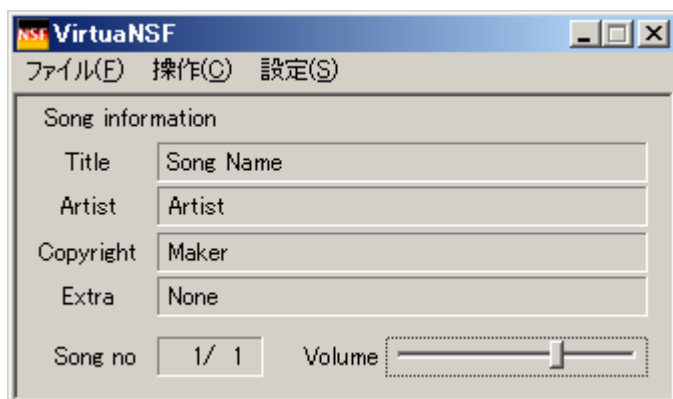 NSF VirtuaNSF
ファイル(F) 操作(C) 設定(S)
Song information
Title Song Name
Artist Artist
Copyright Maker
Extra None
Song no 1/ 1 Volume